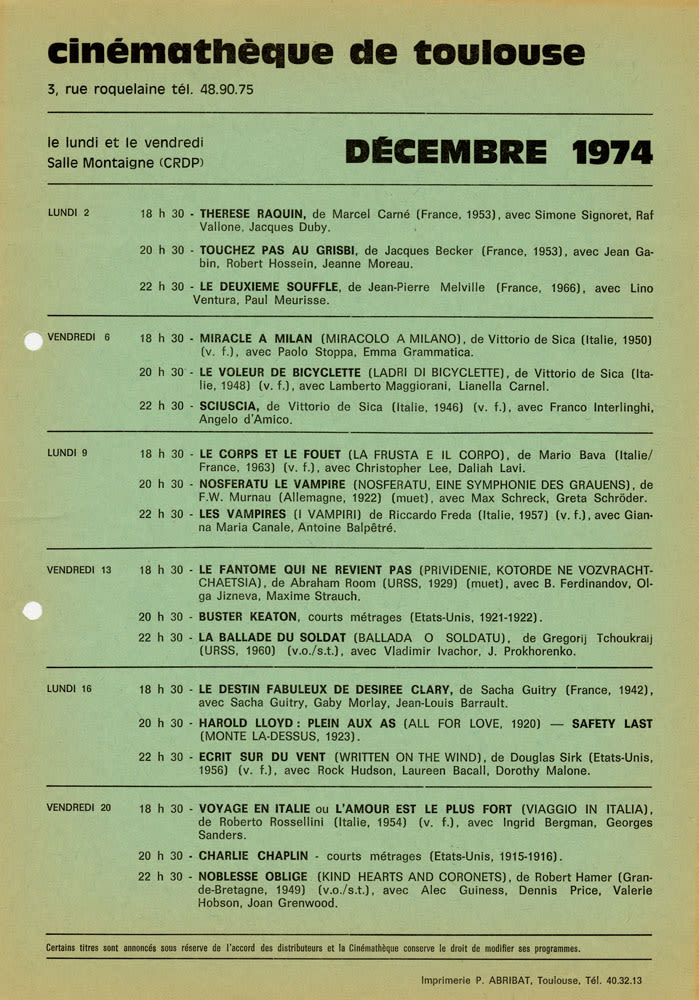 cinémathèque de toulouse
3, rue roquelaine tél. 48.90.75
le lundi et le vendredi
Salle Montaigne (CRDP)
DÉCEMBRE 1974
LUNDI 2 18 h 30 - THERESE RAQUIN, de Marcel Carné (France, 1953), avec Simone Signoret, Raf
Vallone, Jacques Duby.
20 h 30 - TOUCHEZ PAS AU GRISBI, de Jacques Becker (France, 1953), avec Jean Ga-
bin, Robert Hossein, Jeanne Moreau.
22 h 30 - LE DEUXIEME SOUFFLE, de Jean-Pierre Melville (France, 1966), avec Lino
Ventura, Paul Meurisse.
VENDREDI 6 18 h 30 - MIRACLE A MILAN (MIRACOLO A MILANO), de Vittorio de Sica (Italie, 1950)
(v. f.), avec Paolo Stoppa, Emma Grammatica.
20 h 30 - LE VOLEUR DE BICYCLETTE (LADRI DI BICYCLETTE), de Vittorio de Sica (Ita-
lie, 1948) (v. f.), avec Lamberto Maggiorani, Lianella Carnel.
22 h 30 - SCIUSCIA, de Vittorio de Sica (Italie, 1946) (v. f.), avec Franco Interlinghi,
Angelo d'Amico.
LUNDI 9 18 h 30 - LE CORPS ET LE FOUET (LA FRUSTA E IL CORPO), de Mario Bava (Italie/
France, 1963) (v. f.), avec Christopher Lee, Daliah Lavi.
20 h 30 - NOSFERATU LE VAMPIRE (NOSFERATU, EINE SYMPHONIE DES GRAUENS), de
F.W. Murnau (Allemagne, 1922) (muet), avec Max Schreck, Greta Schröder.
22 h 30 - LES VAMPIRES (I VAMPIRI) de Riccardo Freda (Italie, 1957) (v. f.), avec Gian-
na Maria Canale, Antoine Balpêtré.
VENDREDI 13 18 h 30 - LE FANTOME QUI NE REVIENT PAS (PRIVIDENIE, KOTORDE NE VOZVRACHT-
CHAETSIA), de Abraham Room (URSS, 1929) (muet), avec B. Ferdinandov, Ol-
ga Jizneva, Maxime Strauch.
20 h 30 - BUSTER KEATON, courts métrages (Etats-Unis, 1921-1922).
22 h 30 - LA BALLADE DU SOLDAT (BALLADA O SOLDATU), de Gregorij Tchoukraij
(URSS, 1960) (v.o./s.t.), avec Vladimir Ivachor, J. Prokhorenko.
LUNDI 16 18 h 30 - LE DESTIN FABULEUX DE DESIREE CLARY, de Sacha Guitry (France, 1942),
avec Sacha Guitry, Gaby Morlay, Jean-Louis Barrault.
20 h 30 - HAROLD LLOYD : PLEIN AUX AS (ALL FOR LOVE, 1920) — SAFETY LAST
(MONTE LA-DESSUS, 1923).
22 h 30 - ECRIT SUR DU VENT (WRITTEN ON THE WIND), de Douglas Sirk (Etats-Unis,
1956) (v. f.), avec Rock Hudson, Laureen Bacall, Dorothy Malone.
VENDREDI 20 18 h 30 - VOYAGE EN ITALIE ou L'AMOUR EST LE PLUS FORT (VIAGGIO IN ITALIA),
de Roberto Rossellini (Italie, 1954) (v. f.), avec Ingrid Bergman, Georges
Sanders.
20 h 30 - CHARLIE CHAPLIN - courts métrages (Etats-Unis, 1915-1916).
22 h 30 - NOBLESSE OBLIGE (KIND HEARTS AND CORONETS), de Robert Hamer (Gran-
de-Bretagne, 1949) (v.o./s.t.), avec Alec Guiness, Dennis Price, Valerie
Hobson, Joan Grenwood.
Certains titres sont annoncés sous réserve de l'accord des distributeurs et la Cinémathèque conserve le droit de modifier ses programmes.
Imprimerie P. ABRIBAT, Toulouse, Tél. 40.32.13